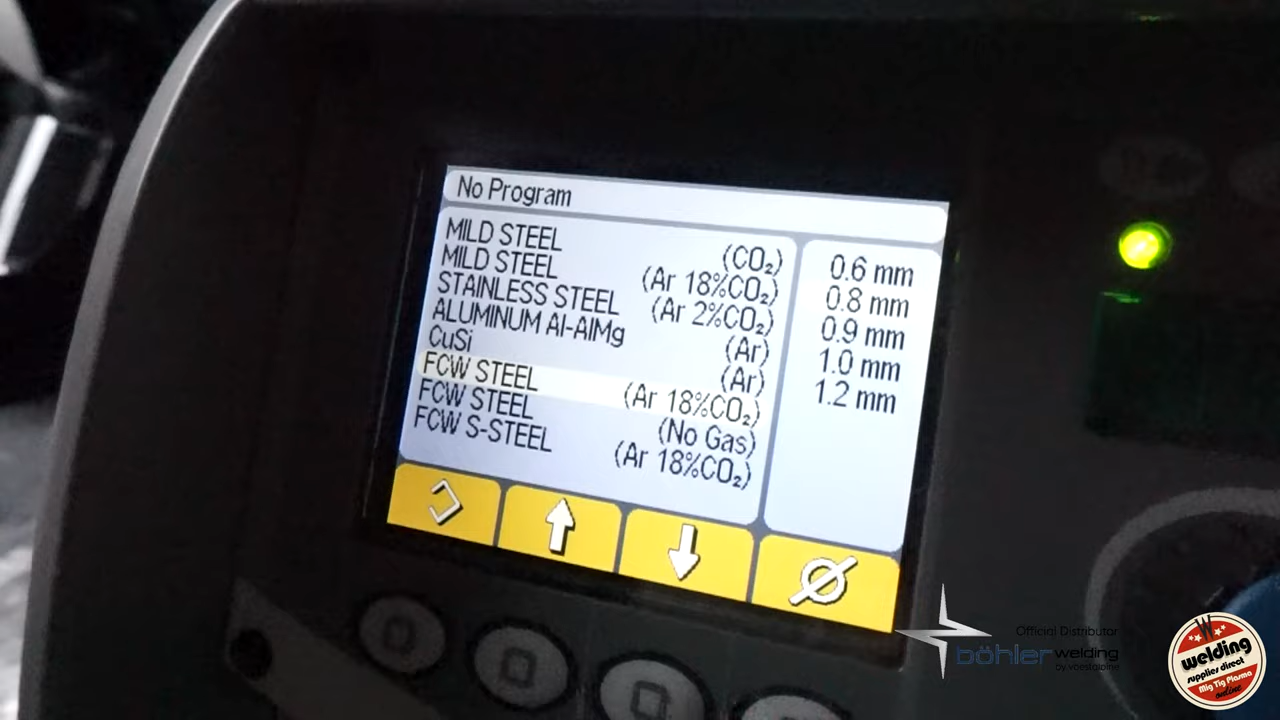 No Program
MILD STEEL (CO₂)
MILD STEEL (Ar 18%CO₂)
STAINLESS STEEL (Ar 2%CO₂)
ALUMINUM Al-AlMg (Ar)
CuSi (Ar)
FCW STEEL (Ar 18%CO₂)
FCW STEEL (No Gas)
FCW S-STEEL (Ar 18%CO₂)
0.6 mm
0.8 mm
0.9 mm
1.0 mm
1.2 mm
Official Distributor
böhler welding
by voestalpine
W
welding
supplies direct
Mig Tig Plasma
online